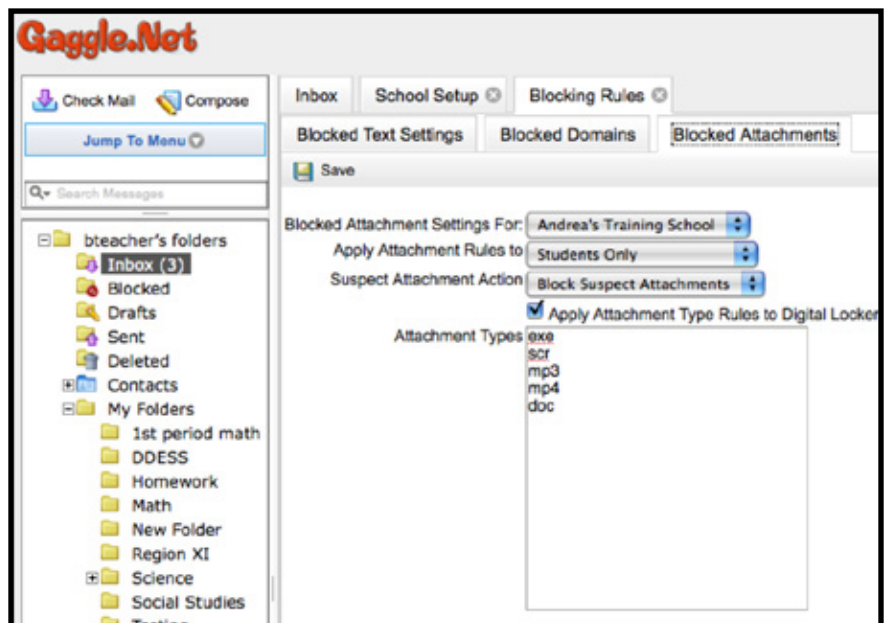 Gaggle.Net
Check Mail Compose
Jump To Menu
Search Messages
bteacher's folders
Inbox (3)
Blocked
Drafts
Sent
Deleted
Contacts
My Folders
1st period math
DDESS
Homework
Math
New Folder
Region XI
Science
Social Studies
Inbox School Setup Blocking Rules
Blocked Text Settings Blocked Domains Blocked Attachments
Save
Blocked Attachment Settings For: Andrea's Training School
Apply Attachment Rules to Students Only
Suspect Attachment Action Block Suspect Attachments
Apply Attachment Type Rules to Digital Locker
Attachment Types
exe
scr
mp3
mp4
doc